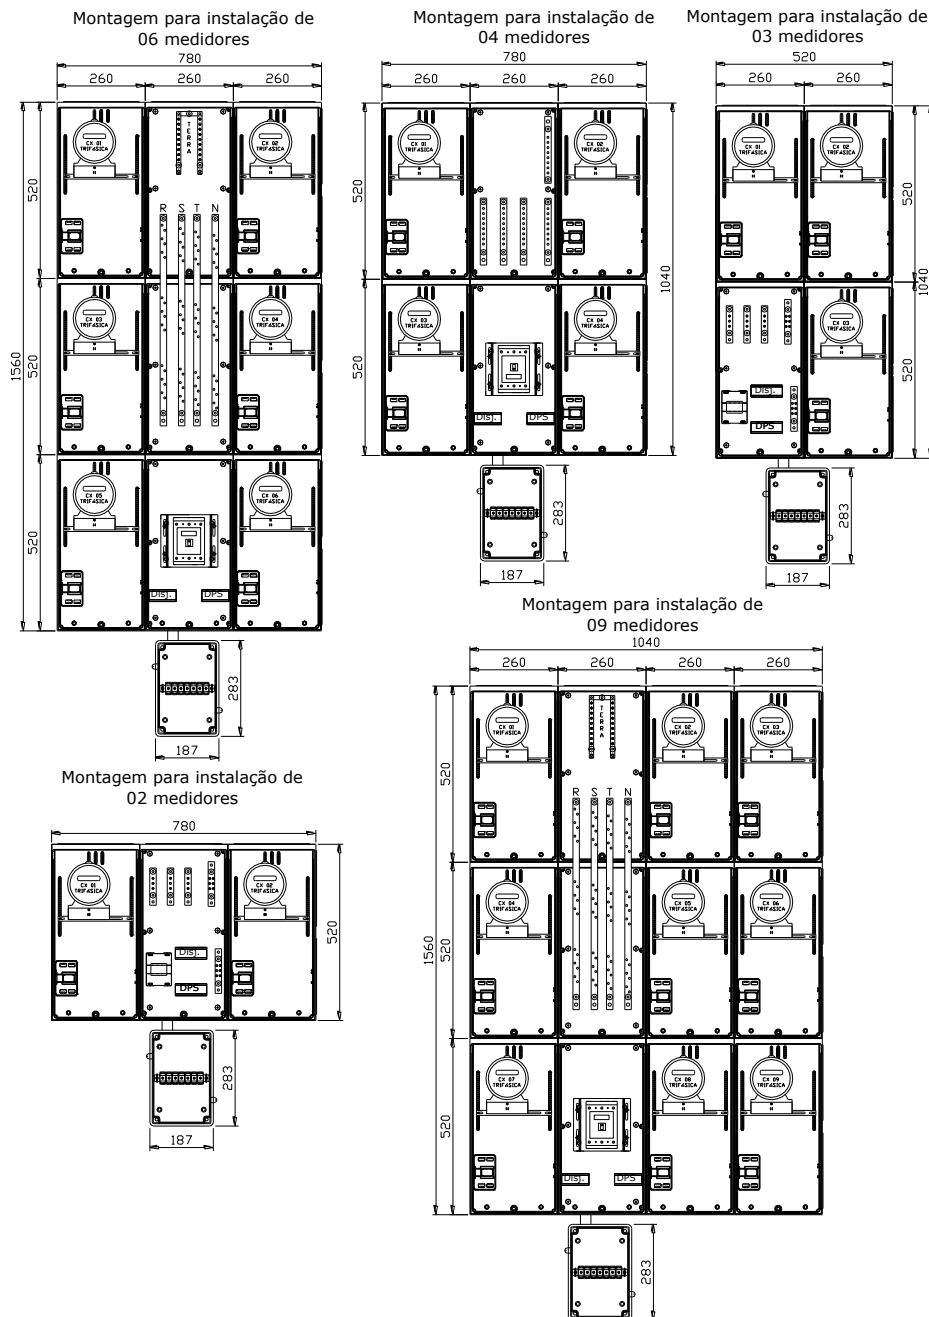 Montagem para instalação de
06 medidores
780
260
260
260
1560
520
520
520
CX 01
TRIFÁSICA
TERRA
CX 02
TRIFÁSICA
R S T N
CX 03
TRIFÁSICA
CX 04
TRIFÁSICA
CX 05
TRIFÁSICA
CX 06
TRIFÁSICA
Disj.
DPS
283
187
Montagem para instalação de
04 medidores
780
260
260
260
520
520
1040
CX 01
TRIFÁSICA
CX 02
TRIFÁSICA
CX 03
TRIFÁSICA
CX 04
TRIFÁSICA
Disj.
DPS
283
187
Montagem para instalação de
03 medidores
520
260
260
520
520
1040
CX 01
TRIFÁSICA
CX 02
TRIFÁSICA
CX 03
TRIFÁSICA
Disj.
DPS
283
187
Montagem para instalação de
02 medidores
780
260
260
260
520
CX 01
TRIFÁSICA
CX 02
TRIFÁSICA
Disj.
DPS
283
187
Montagem para instalação de
09 medidores
1040
260
260
260
260
1560
520
520
520
CX 01
TRIFÁSICA
TERRA
CX 02
TRIFÁSICA
CX 03
TRIFÁSICA
R S T N
CX 04
TRIFÁSICA
CX 05
TRIFÁSICA
CX 06
TRIFÁSICA
CX 07
TRIFÁSICA
CX 08
TRIFÁSICA
CX 09
TRIFÁSICA
Disj.
DPS
283